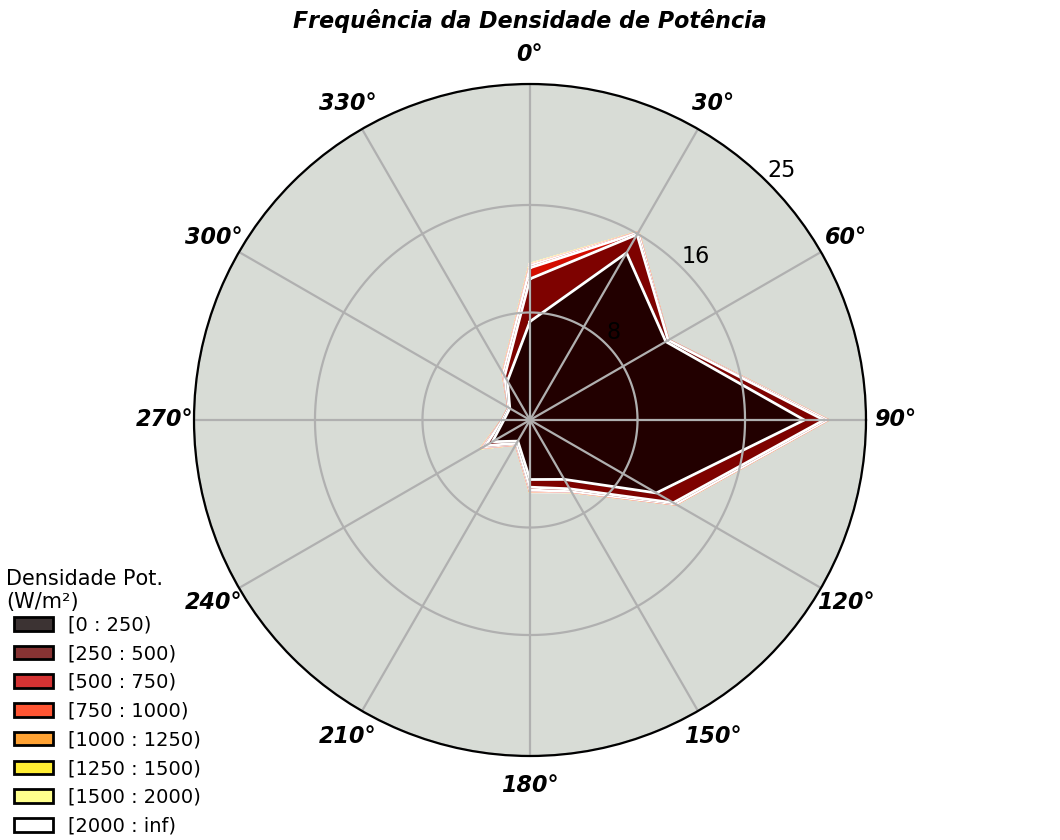 Frequência da Densidade de Potência
0°
330°
30°
25
300°
60°
16
8
270°
90°
Densidade Pot.
(W/m²)
240°
120°
[0 : 250)
[250 : 500)
[500 : 750)
[750 : 1000)
210°
150°
[1000 : 1250)
[1250 : 1500)
180°
[1500 : 2000)
[2000 : inf)